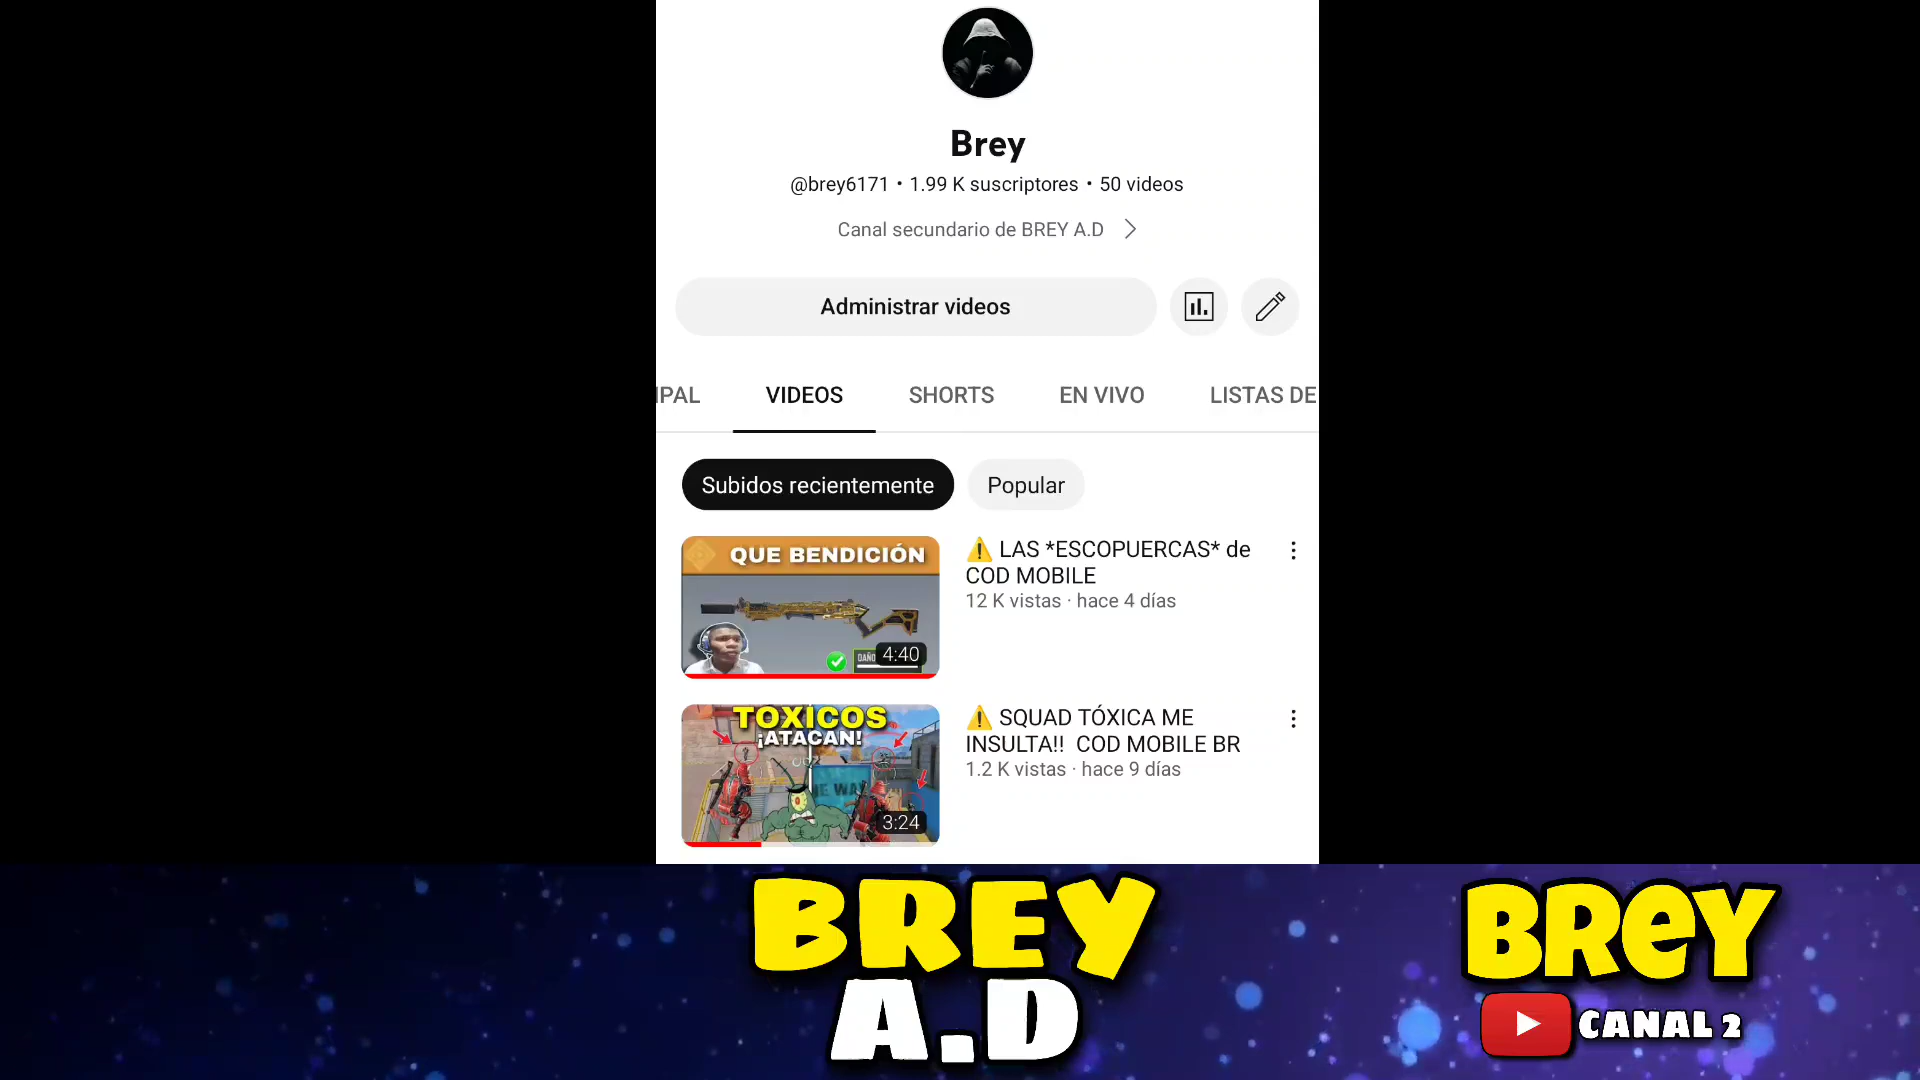 Brey
@brey6171 • 1.99 K suscriptores • 50 videos
Canal secundario de BREY A.D
Administrar videos
IPAL VIDEOS SHORTS EN VIVO LISTAS DE
Subidos recientemente Popular
QUE BENDICIÓN
DAÑO
4:40
⚠️ LAS *ESCOPUERCAS* de
COD MOBILE
12 K vistas · hace 4 días
TOXICOS
¡ATACAN!
3:24
⚠️ SQUAD TÓXICA ME
INSULTA!! COD MOBILE BR
1.2 K vistas · hace 9 días
BREY
A.D
BReY
CANAL 2